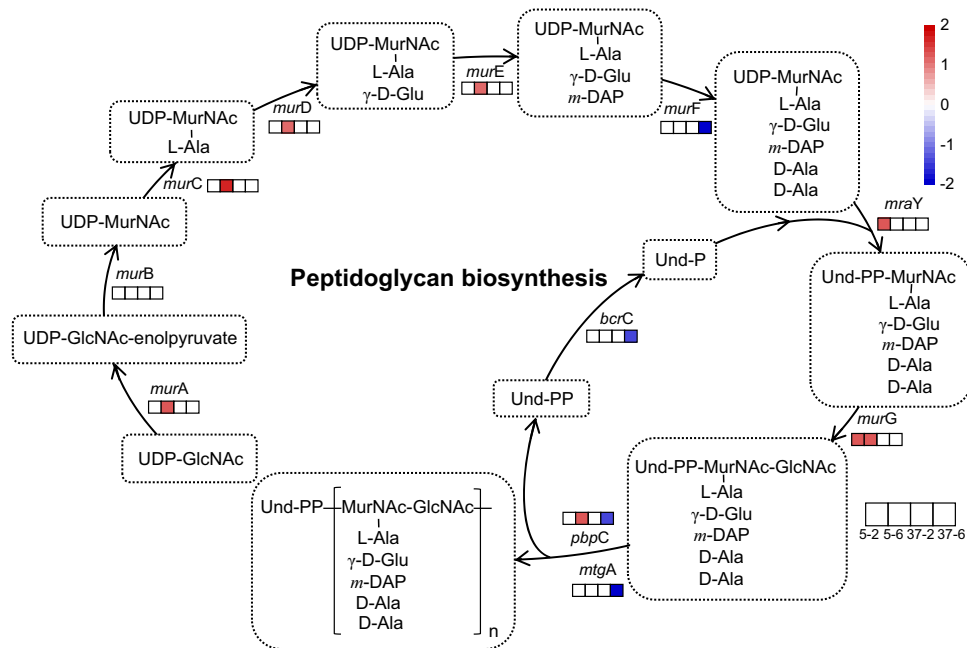 UDP-MurNAc
L-Ala
γ-D-Glu
murE
UDP-MurNAc
L-Ala
γ-D-Glu
m-DAP
murF
UDP-MurNAc
L-Ala
γ-D-Glu
m-DAP
D-Ala
D-Ala
2
1
0
-1
-2
murD
UDP-MurNAc
L-Ala
murC
UDP-MurNAc
mraY
Und-P
Peptidoglycan biosynthesis
murB
Und-PP-MurNAc
L-Ala
γ-D-Glu
m-DAP
D-Ala
D-Ala
bcrC
UDP-GlcNAc-enolpyruvate
murA
Und-PP
murG
UDP-GlcNAc
Und-PP-MurNAc-GlcNAc
L-Ala
γ-D-Glu
m-DAP
D-Ala
D-Ala
5-2 5-6 37-2 37-6
pbpC
mtgA
Und-PP MurNAc-GlcNAc
L-Ala
γ-D-Glu
m-DAP
D-Ala
D-Ala
n